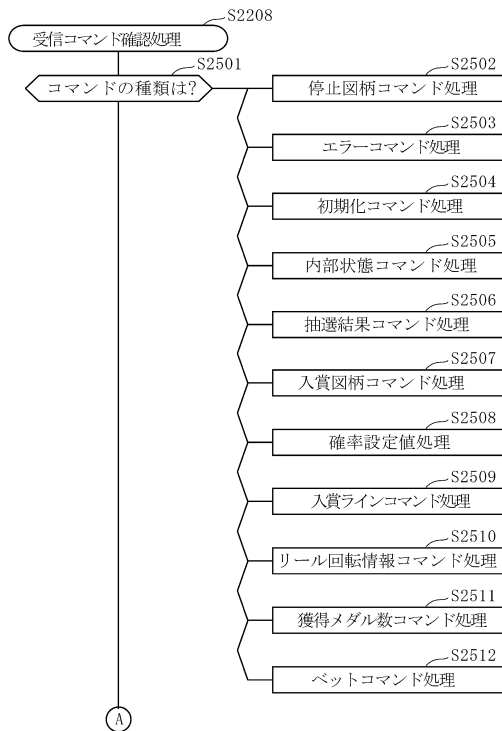 S2208
受信コマンド確認処理
S2501
コマンドの種類は?
S2502
停止図柄コマンド処理
S2503
エラーコマンド処理
S2504
初期化コマンド処理
S2505
内部状態コマンド処理
S2506
抽選結果コマンド処理
S2507
入賞図柄コマンド処理
S2508
確率設定値処理
S2509
入賞ラインコマンド処理
S2510
リール回転情報コマンド処理
S2511
獲得メダル数コマンド処理
S2512
ベットコマンド処理
A